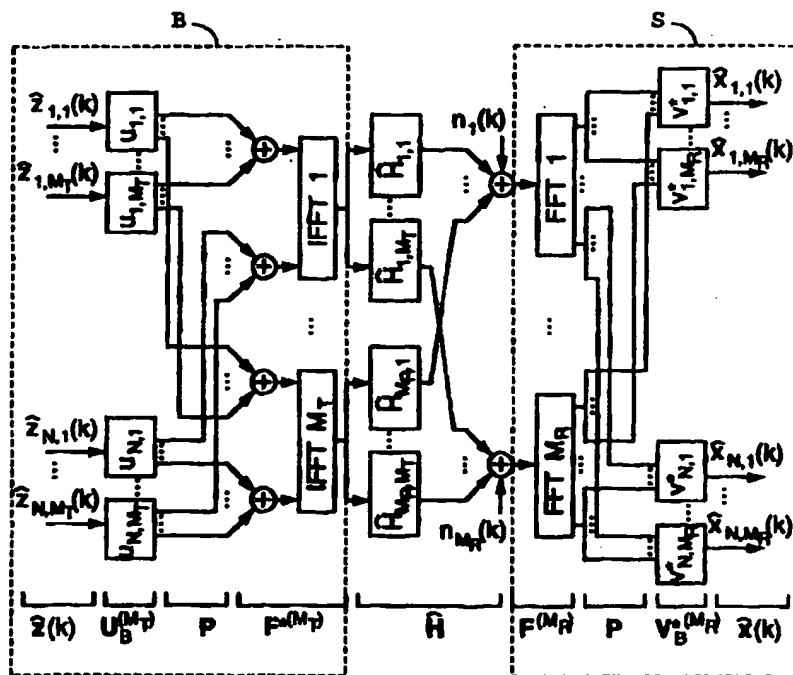 B
S
ẑ1,1(k)
u1,1
ẑ1,MT(k)
u1,MT
IFFT 1
Ĥ1,1
Ĥ1,MT
n1(k)
FFT 1
v*1,1
x̂1,1(k)
v*1,MR
x̂1,MR(k)
ẑN,1(k)
uN,1
ẑN,MT(k)
uN,MT
IFFT MT
ĤMR,1
ĤMR,MT
nMR(k)
FFT MR
v*N,1
x̂N,1(k)
v*N,MR
x̂N,MR(k)
ẑ(k) UB(MT) P F*(MT) Ĥ F(MR) P VB*(MR) x̂(k)